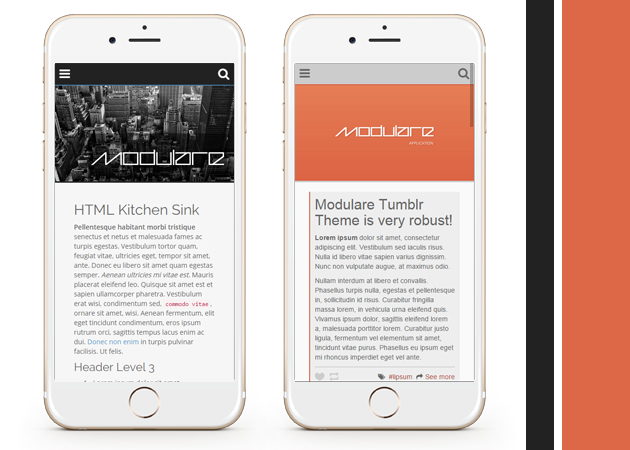 modulare
HTML Kitchen Sink
Pellentesque habitant morbi tristique
senectus et netus et malesuada fames ac
turpis egestas. Vestibulum tortor quam,
feugiat vitae, ultricies eget, tempor sit amet,
ante. Donec eu libero sit amet quam egestas
semper. Aenean ultricies mi vitae est. Mauris
placerat eleifend leo. Quisque sit amet est et
sapien ullamcorper pharetra. Vestibulum
erat wisi, condimentum sed, commodo vitae,
ornare sit amet, wisi. Aenean fermentum, elit
eget tincidunt condimentum, eros ipsum
rutrum orci, sagittis tempus lacus enim ac
dui. Donec non enim in turpis pulvinar
facilisis. Ut felis.
Header Level 3
modulare
APPLICATION
Modulare Tumblr
Theme is very robust!
Lorem ipsum dolor sit amet, consectetur
adipiscing elit. Vestibulum sed iaculis risus.
Nulla id libero vitae sapien varius dignissim.
Nunc non vulputate augue, at maximus odio.
Nullam interdum at libero et convallis.
Phasellus turpis nulla, egestas et pellentesque
in, sollicitudin id risus. Curabitur fringilla
massa lorem, in vehicula urna eleifend quis.
Vivamus ipsum dolor, sagittis eleifend lorem
a, malesuada porttitor lorem. Curabitur justo
ligula, fermentum vel elementum sit amet,
tincidunt vitae purus. Phasellus eu ipsum eget
mi rhoncus imperdiet eget vel ante.
#lipsum See more